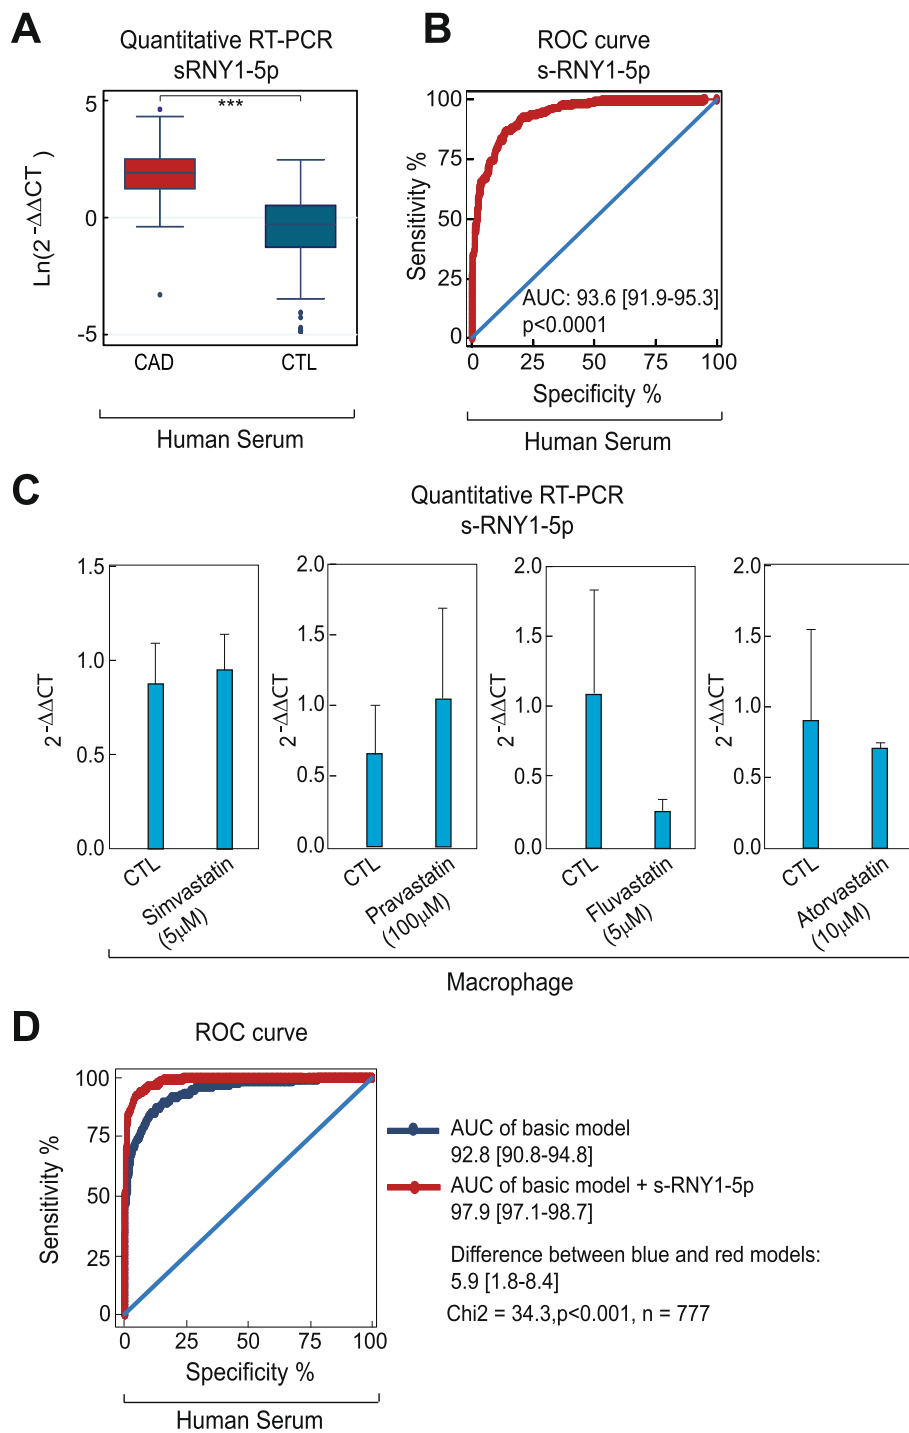 A
Quantitative RT-PCR
sRNY1-5p
***
5
0
-5
Ln(2^-ΔΔCT)
CAD
CTL
Human Serum
B
ROC curve
s-RNY1-5p
100
75
50
25
0
Sensitivity %
AUC: 93.6 [91.9-95.3]
p<0.0001
0
25
50
75
100
Specificity %
Human Serum
C
Quantitative RT-PCR
s-RNY1-5p
1.5
1.0
0.5
0.0
2^-ΔΔCT
CTL
Simvastatin
(5μM)
2.0
1.5
1.0
0.5
0.0
2^-ΔΔCT
CTL
Pravastatin
(100μM)
2.0
1.5
1.0
0.5
0.0
2^-ΔΔCT
CTL
Fluvastatin
(5μM)
2.0
1.5
1.0
0.5
0.0
2^-ΔΔCT
CTL
Atorvastatin
(10μM)
Macrophage
D
ROC curve
100
75
50
25
0
Sensitivity %
0
25
50
75
100
Specificity %
Human Serum
AUC of basic model
92.8 [90.8-94.8]
AUC of basic model + s-RNY1-5p
97.9 [97.1-98.7]
Difference between blue and red models:
5.9 [1.8-8.4]
Chi2 = 34.3,p<0.001, n = 777